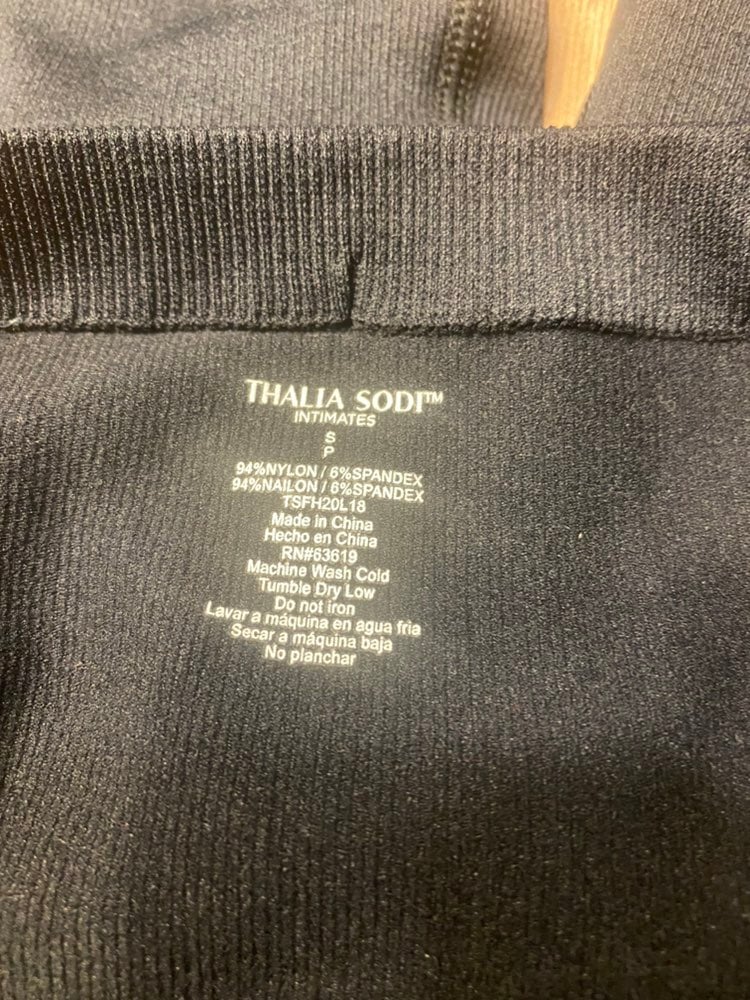 THALIA SODI™
INTIMATES
S
P
94%NYLON / 6%SPANDEX
94%NAILON / 6%SPANDEX
TSFH20L18
Made in China
Hecho en China
RN#63619
Machine Wash Cold
Tumble Dry Low
Do not iron
Lavar a máquina en agua fria
Secar a máquina baja
No planchar